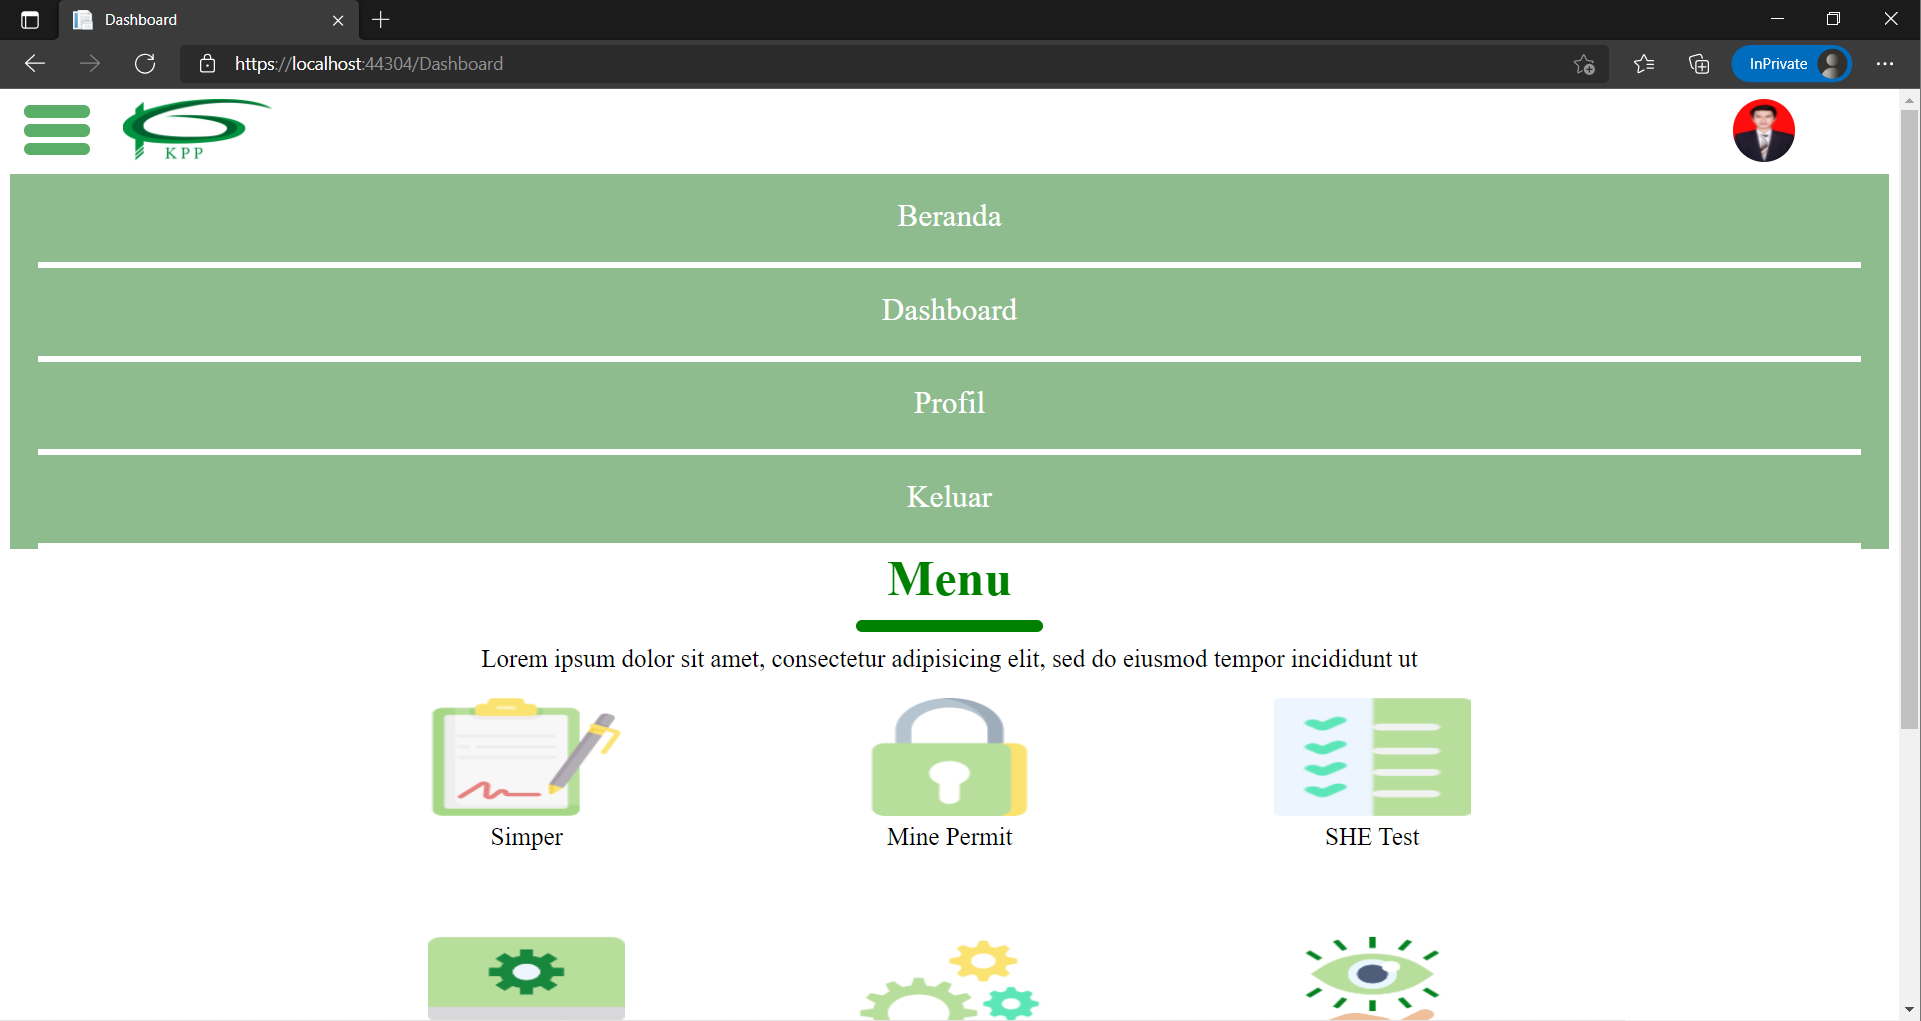 Dashboard
https://localhost:44304/Dashboard
InPrivate
KPP
Beranda
Dashboard
Profil
Keluar
Menu
Lorem ipsum dolor sit amet, consectetur adipisicing elit, sed do eiusmod tempor incididunt ut
Simper
Mine Permit
SHE Test